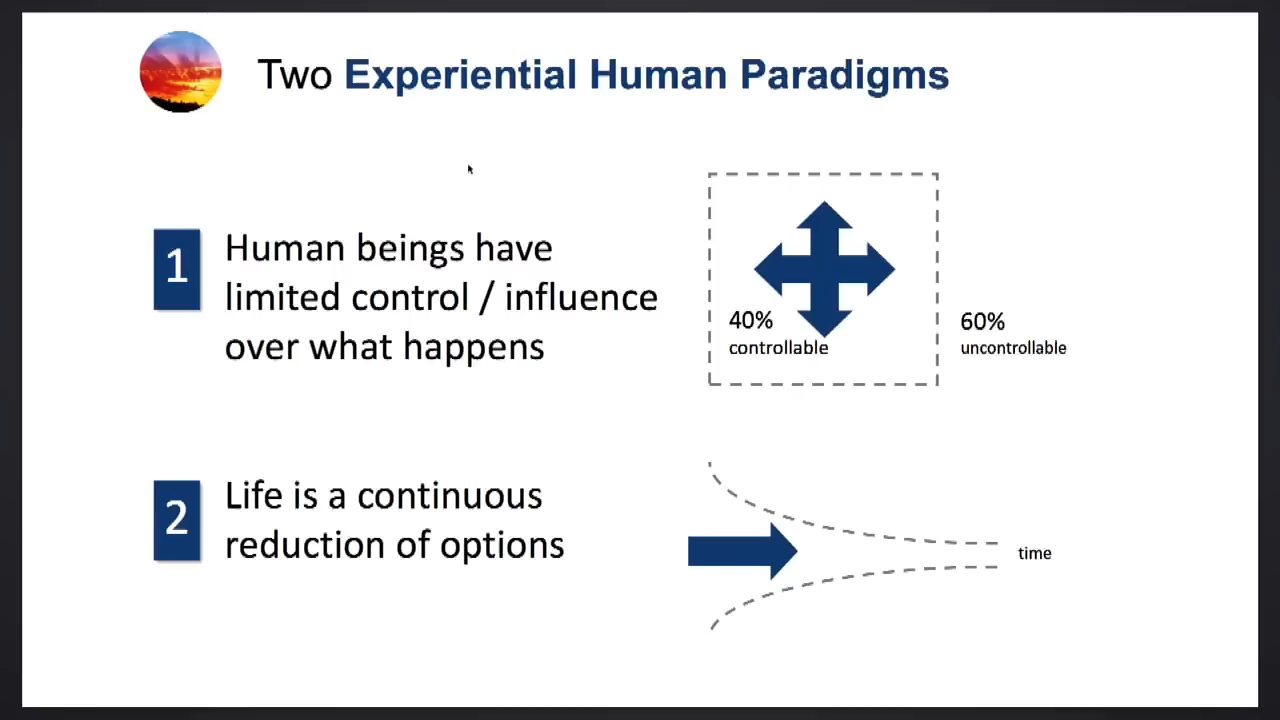 Two Experiential Human Paradigms
1
Human beings have
limited control / influence
over what happens
40%
controllable
60%
uncontrollable
2
Life is a continuous
reduction of options
time